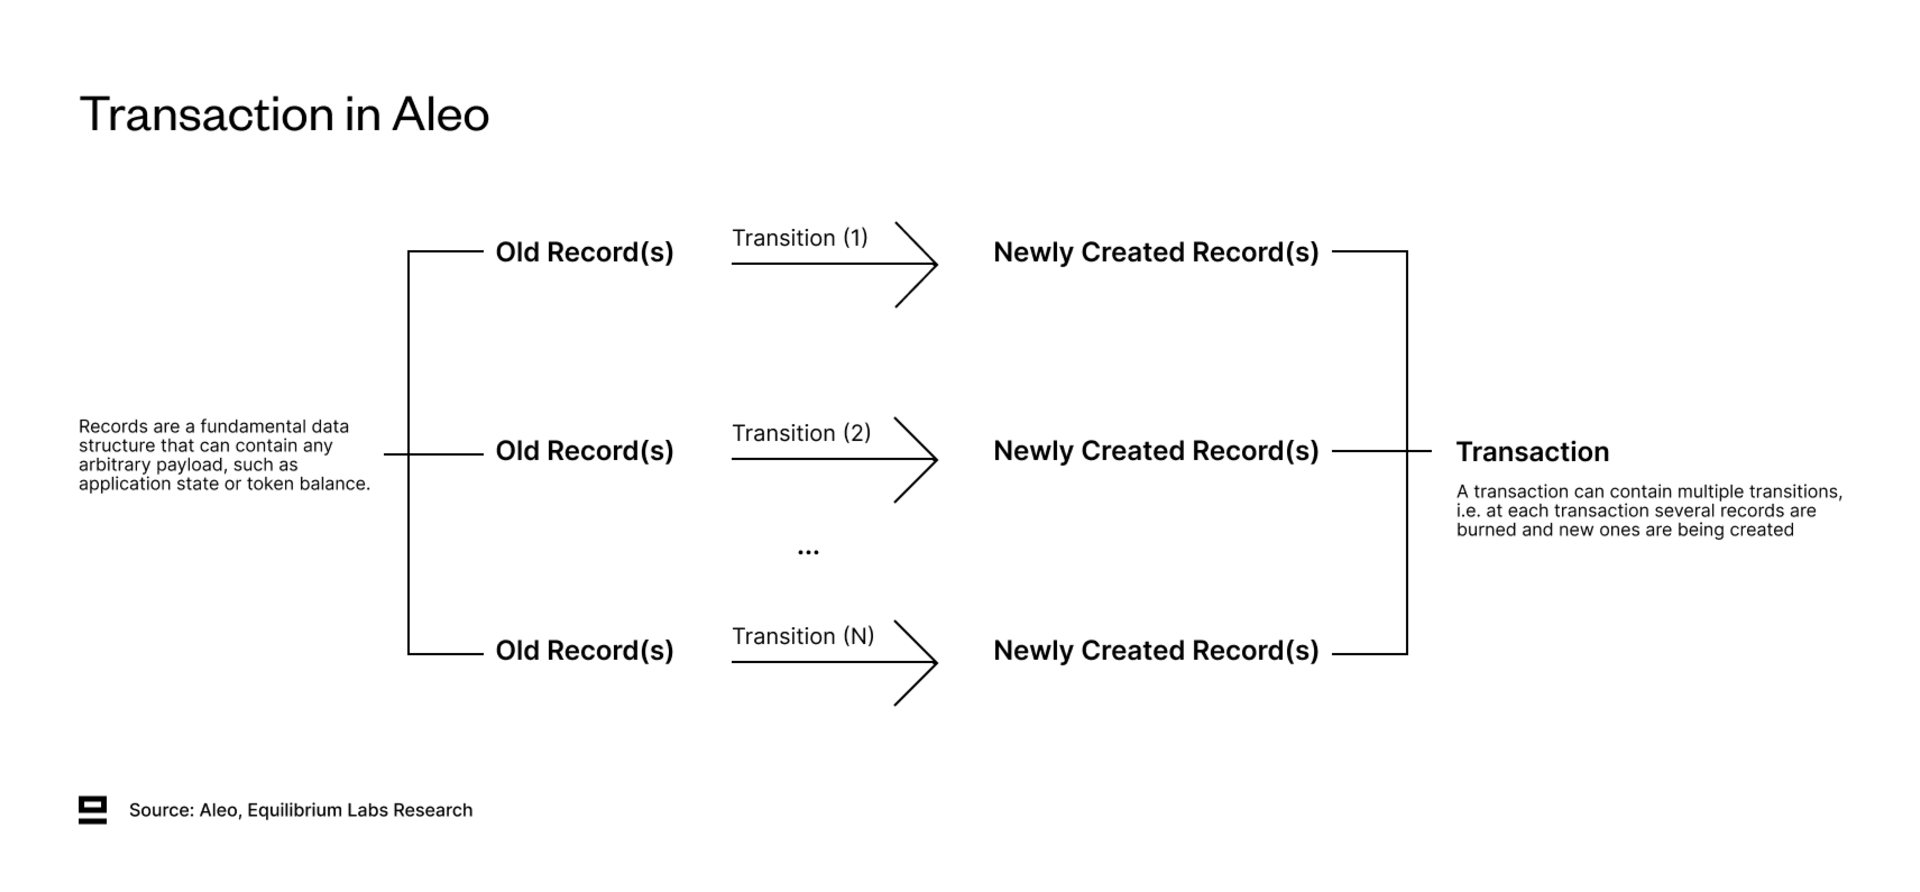 Transaction in Aleo
Old Record(s)
Transition (1)
Newly Created Record(s)
Records are a fundamental data
structure that can contain any
arbitrary payload, such as
application state or token balance.
Old Record(s)
Transition (2)
Newly Created Record(s)
Transaction
A transaction can contain multiple transitions,
i.e. at each transaction several records are
burned and new ones are being created
...
Old Record(s)
Transition (N)
Newly Created Record(s)
Source: Aleo, Equilibrium Labs Research